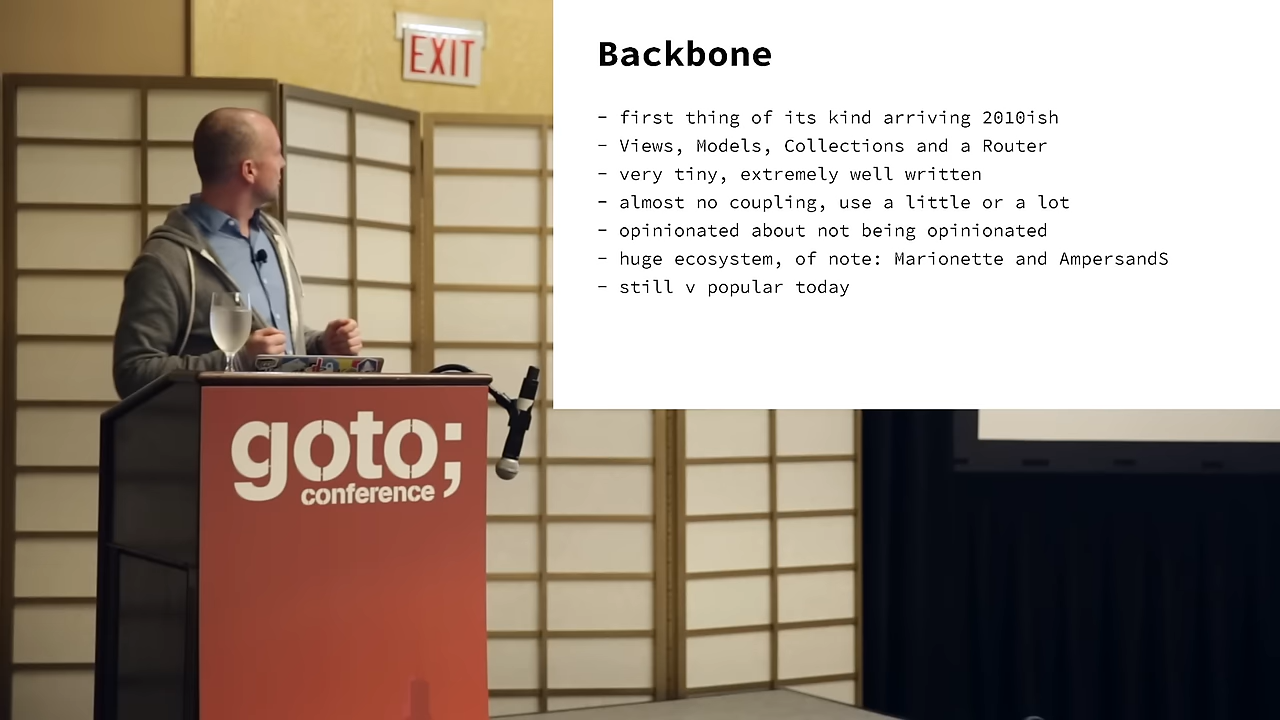 EXIT
Backbone
- first thing of its kind arriving 2010ish
- Views, Models, Collections and a Router
- very tiny, extremely well written
- almost no coupling, use a little or a lot
- opinionated about not being opinionated
- huge ecosystem, of note: Marionette and AmpersandS
- still v popular today
goto;
conference